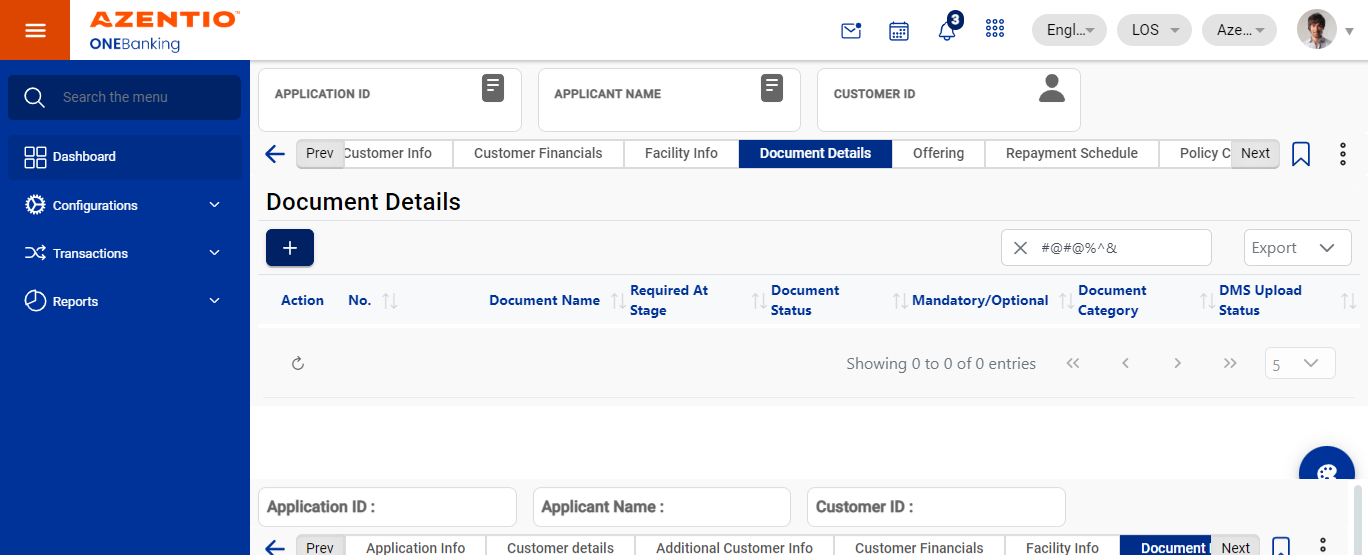 AZENTIO™
ONEBanking
3
Engl...
LOS
Aze...
Search the menu
Dashboard
Configurations
Transactions
Reports
APPLICATION ID
APPLICANT NAME
CUSTOMER ID
Prev
Customer Info
Customer Financials
Facility Info
Document Details
Offering
Repayment Schedule
Policy C
Next
Document Details
+
#@#@%^&
Export
Action
No.
Document Name
Required At
Stage
Document
Status
Mandatory/Optional
Document
Category
DMS Upload
Status
Showing 0 to 0 of 0 entries
5
Application ID :
Applicant Name :
Customer ID :
Prev
Application Info
Customer details
Additional Customer Info
Customer Financials
Facility Info
Document
Next